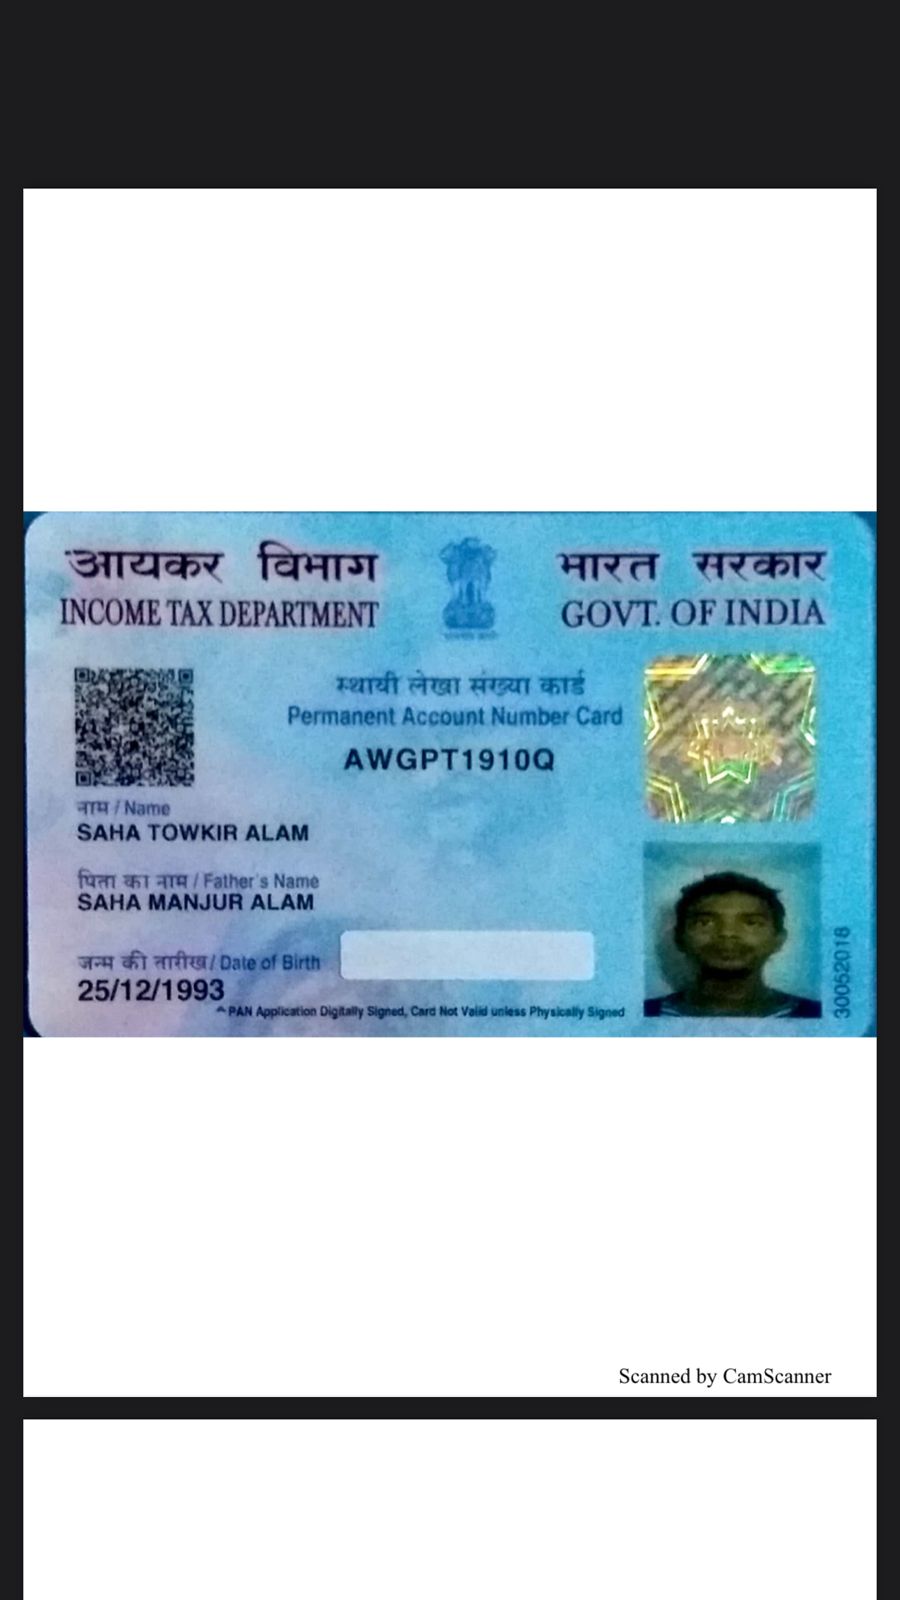 आयकर विभाग
INCOME TAX DEPARTMENT
भारत सरकार
GOVT. OF INDIA
स्थायी लेखा संख्या कार्ड
Permanent Account Number Card
AWGPT1910Q
नाम / Name
SAHA TOWKIR ALAM
पिता का नाम / Father's Name
SAHA MANJUR ALAM
जन्म की तारीख / Date of Birth
25/12/1993
PAN Application Digitally Signed, Card Not Valid unless Physically Signed
30052018
Scanned by CamScanner